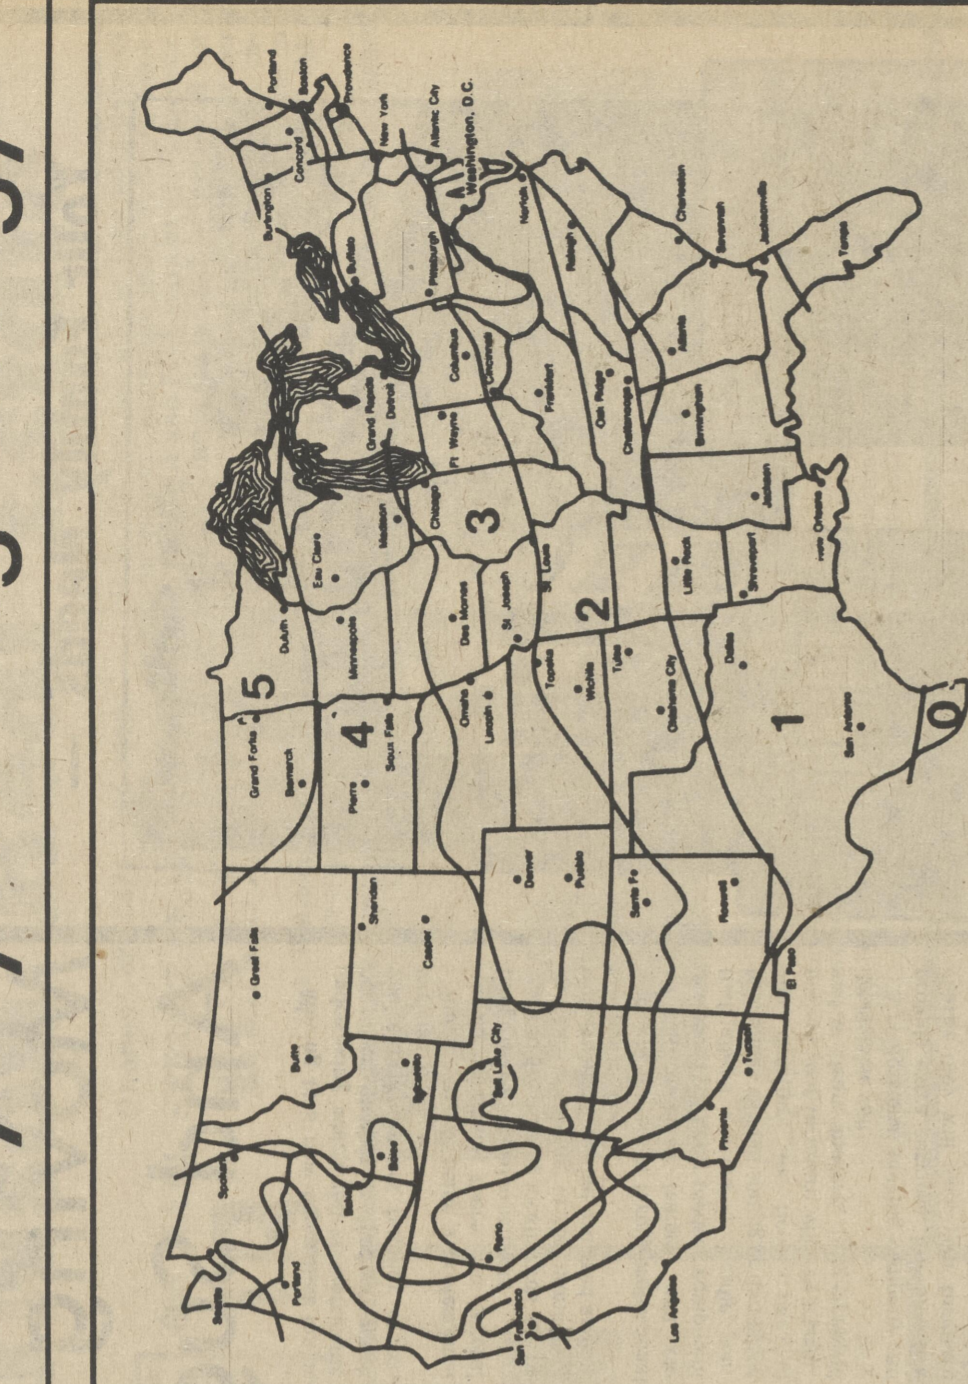 Seattle
Spokane
Portland
Baker
Boise
Butte
Great Falls
Pocatello
Sheridan
Casper
Reno
Salt Lake City
San Francisco
Los Angeles
Phoenix
Tucson
El Paso
Roswell
Santa Fe
Denver
Pueblo
Bismarck
Grand Forks
5
Duluth
Pierre
4
Sioux Falls
Minneapolis
Eau Claire
Madison
Omaha
Lincoln
Des Moines
St. Joseph
Topeka
Wichita
Tulsa
Oklahoma City
2
St. Louis
3
Chicago
Dallas
1
San Antonio
0
Little Rock
Shreveport
New Orleans
Jackson
Birmingham
Atlanta
Chattanooga
Oak Ridge
Frankfort
Cincinnati
Columbus
Ft Wayne
Grand Rapids
Detroit
Buffalo
Pittsburgh
Burlington
Concord
Portland
Boston
Providence
New York
Atlantic City
Washington, D.C.
Norfolk
Raleigh
Charleston
Savannah
Jacksonville
Tampa